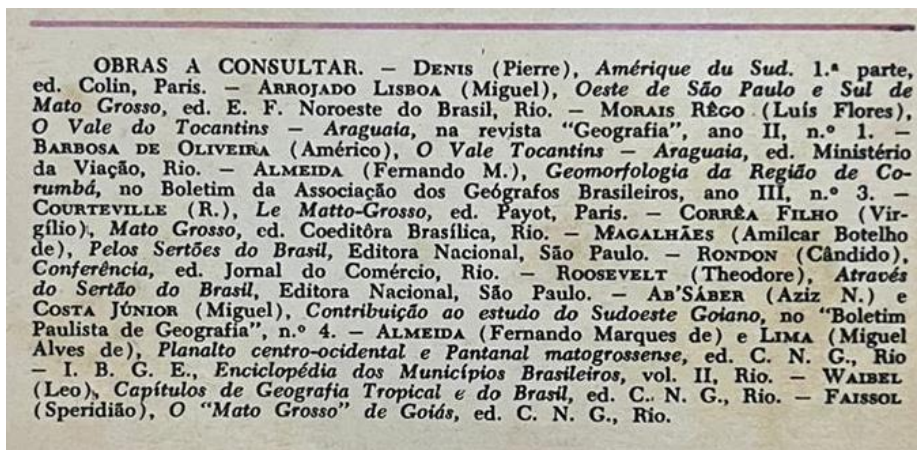 OBRAS A CONSULTAR. — DENIS (Pierre), Amérique du Sud. 1.ª parte,
ed. Colin, Paris. — ARROJADO LISBOA (Miguel), Oeste de São Paulo e Sul de
Mato Grosso, ed. E. F. Noroeste do Brasil, Rio. — MORAIS RÊGO (Luís Flores),
O Vale do Tocantins — Araguaia, na revista "Geografia", ano II, n.º 1. —
BARBOSA DE OLIVEIRA (Américo), O Vale Tocantins — Araguaia, ed. Ministério
da Viação, Rio. — ALMEIDA (Fernando M.), Geomorfologia da Região de Co-
rumbá, no Boletim da Associação dos Geógrafos Brasileiros, ano III, n.º 3. —
COURTEVILLE (R.), Le Matto-Grosso, ed. Payot, Paris. — CORRÊA FILHO (Vir-
gílio), Mato Grosso, ed. Coeditôra Brasílica, Rio. — MAGALHÃES (Amílcar Botelho
de), Pelos Sertões do Brasil, Editora Nacional, São Paulo. — RONDON (Cândido),
Conferência, ed. Jornal do Comércio, Rio. — ROOSEVELT (Theodore), Através
do Sertão do Brasil, Editora Nacional, São Paulo. — AB'SÁBER (Aziz N.) e
COSTA JÚNIOR (Miguel), Contribuição ao estudo do Sudoeste Goiano, no "Boletim
Paulista de Geografia", n.º 4. — ALMEIDA (Fernando Marques de) e LIMA (Miguel
Alves de), Planalto centro-ocidental e Pantanal matogrossense, ed. C. N. G., Rio
— I. B. G. E., Enciclopédia dos Municípios Brasileiros, vol. II, Rio. — WAIBEL
(Leo), Capítulos de Geografia Tropical e do Brasil, ed. C. N. G., Rio. — FAISSOL
(Speridião), O "Mato Grosso" de Goiás, ed. C. N. G., Rio.